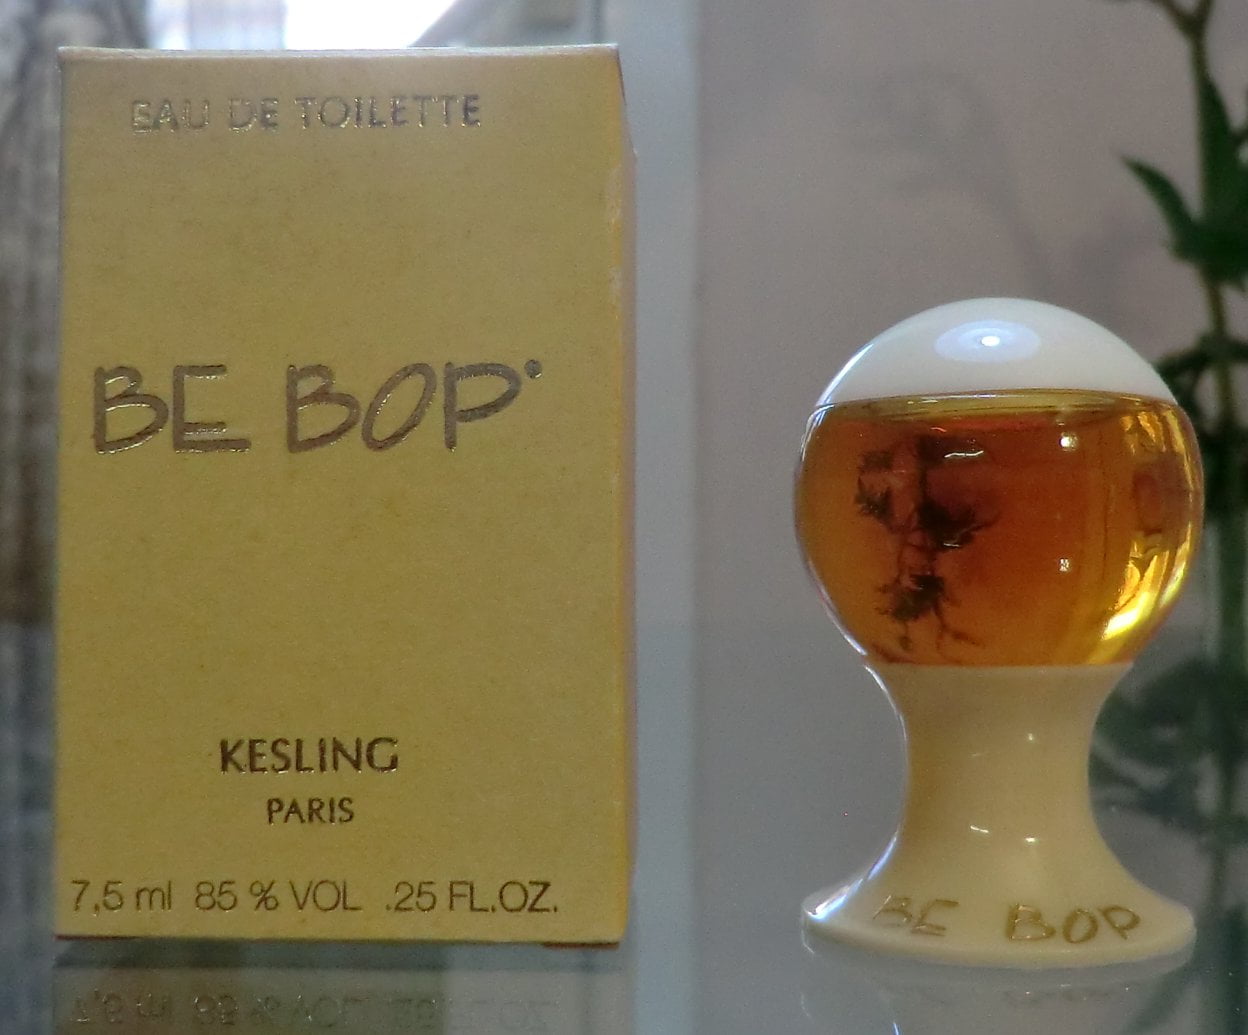 EAU DE TOILETTE
BE BOP
KESLING
PARIS
7,5 ml 85 % VOL .25 FL.OZ.
BE BOP